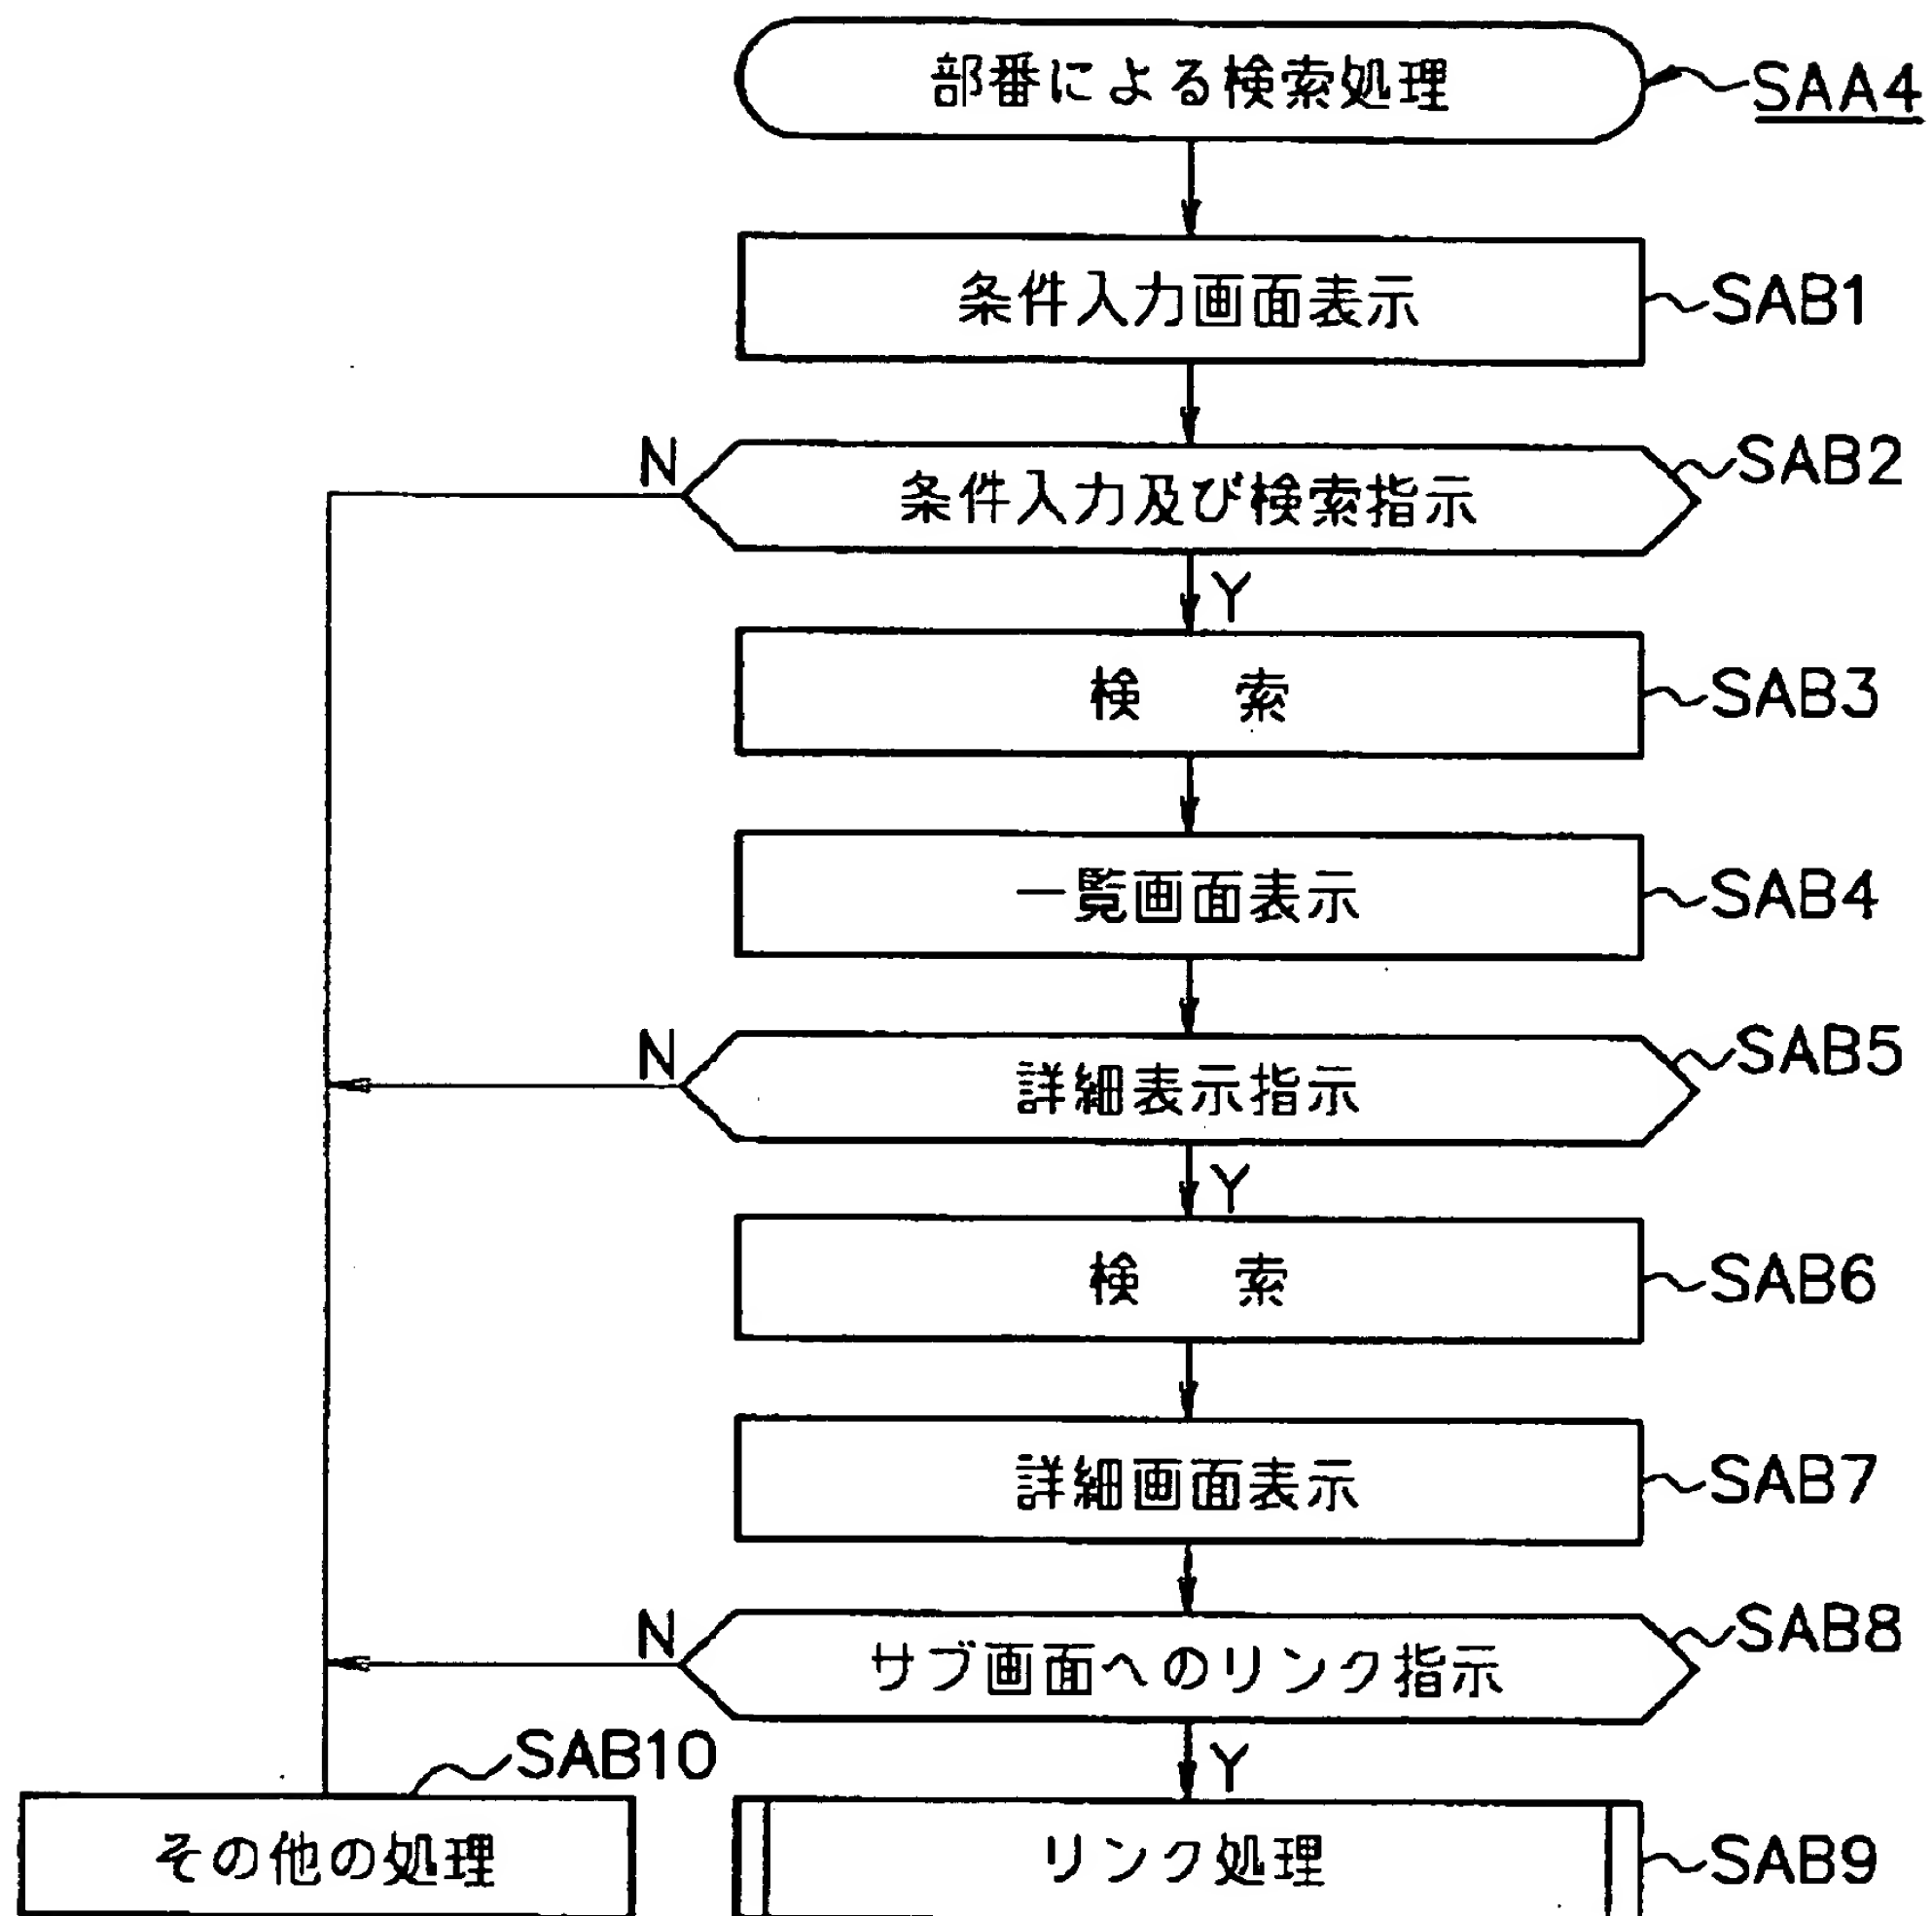 部番による検索処理 SAA4
条件入力画面表示 SAB1
N 条件入力及び検索指示 SAB2
Y
検 索 SAB3
一覧画面表示 SAB4
N 詳細表示指示 SAB5
Y
検 索 SAB6
詳細画面表示 SAB7
N サブ画面へのリンク指示 SAB8
Y
SAB10
その他の処理
リンク処理 SAB9